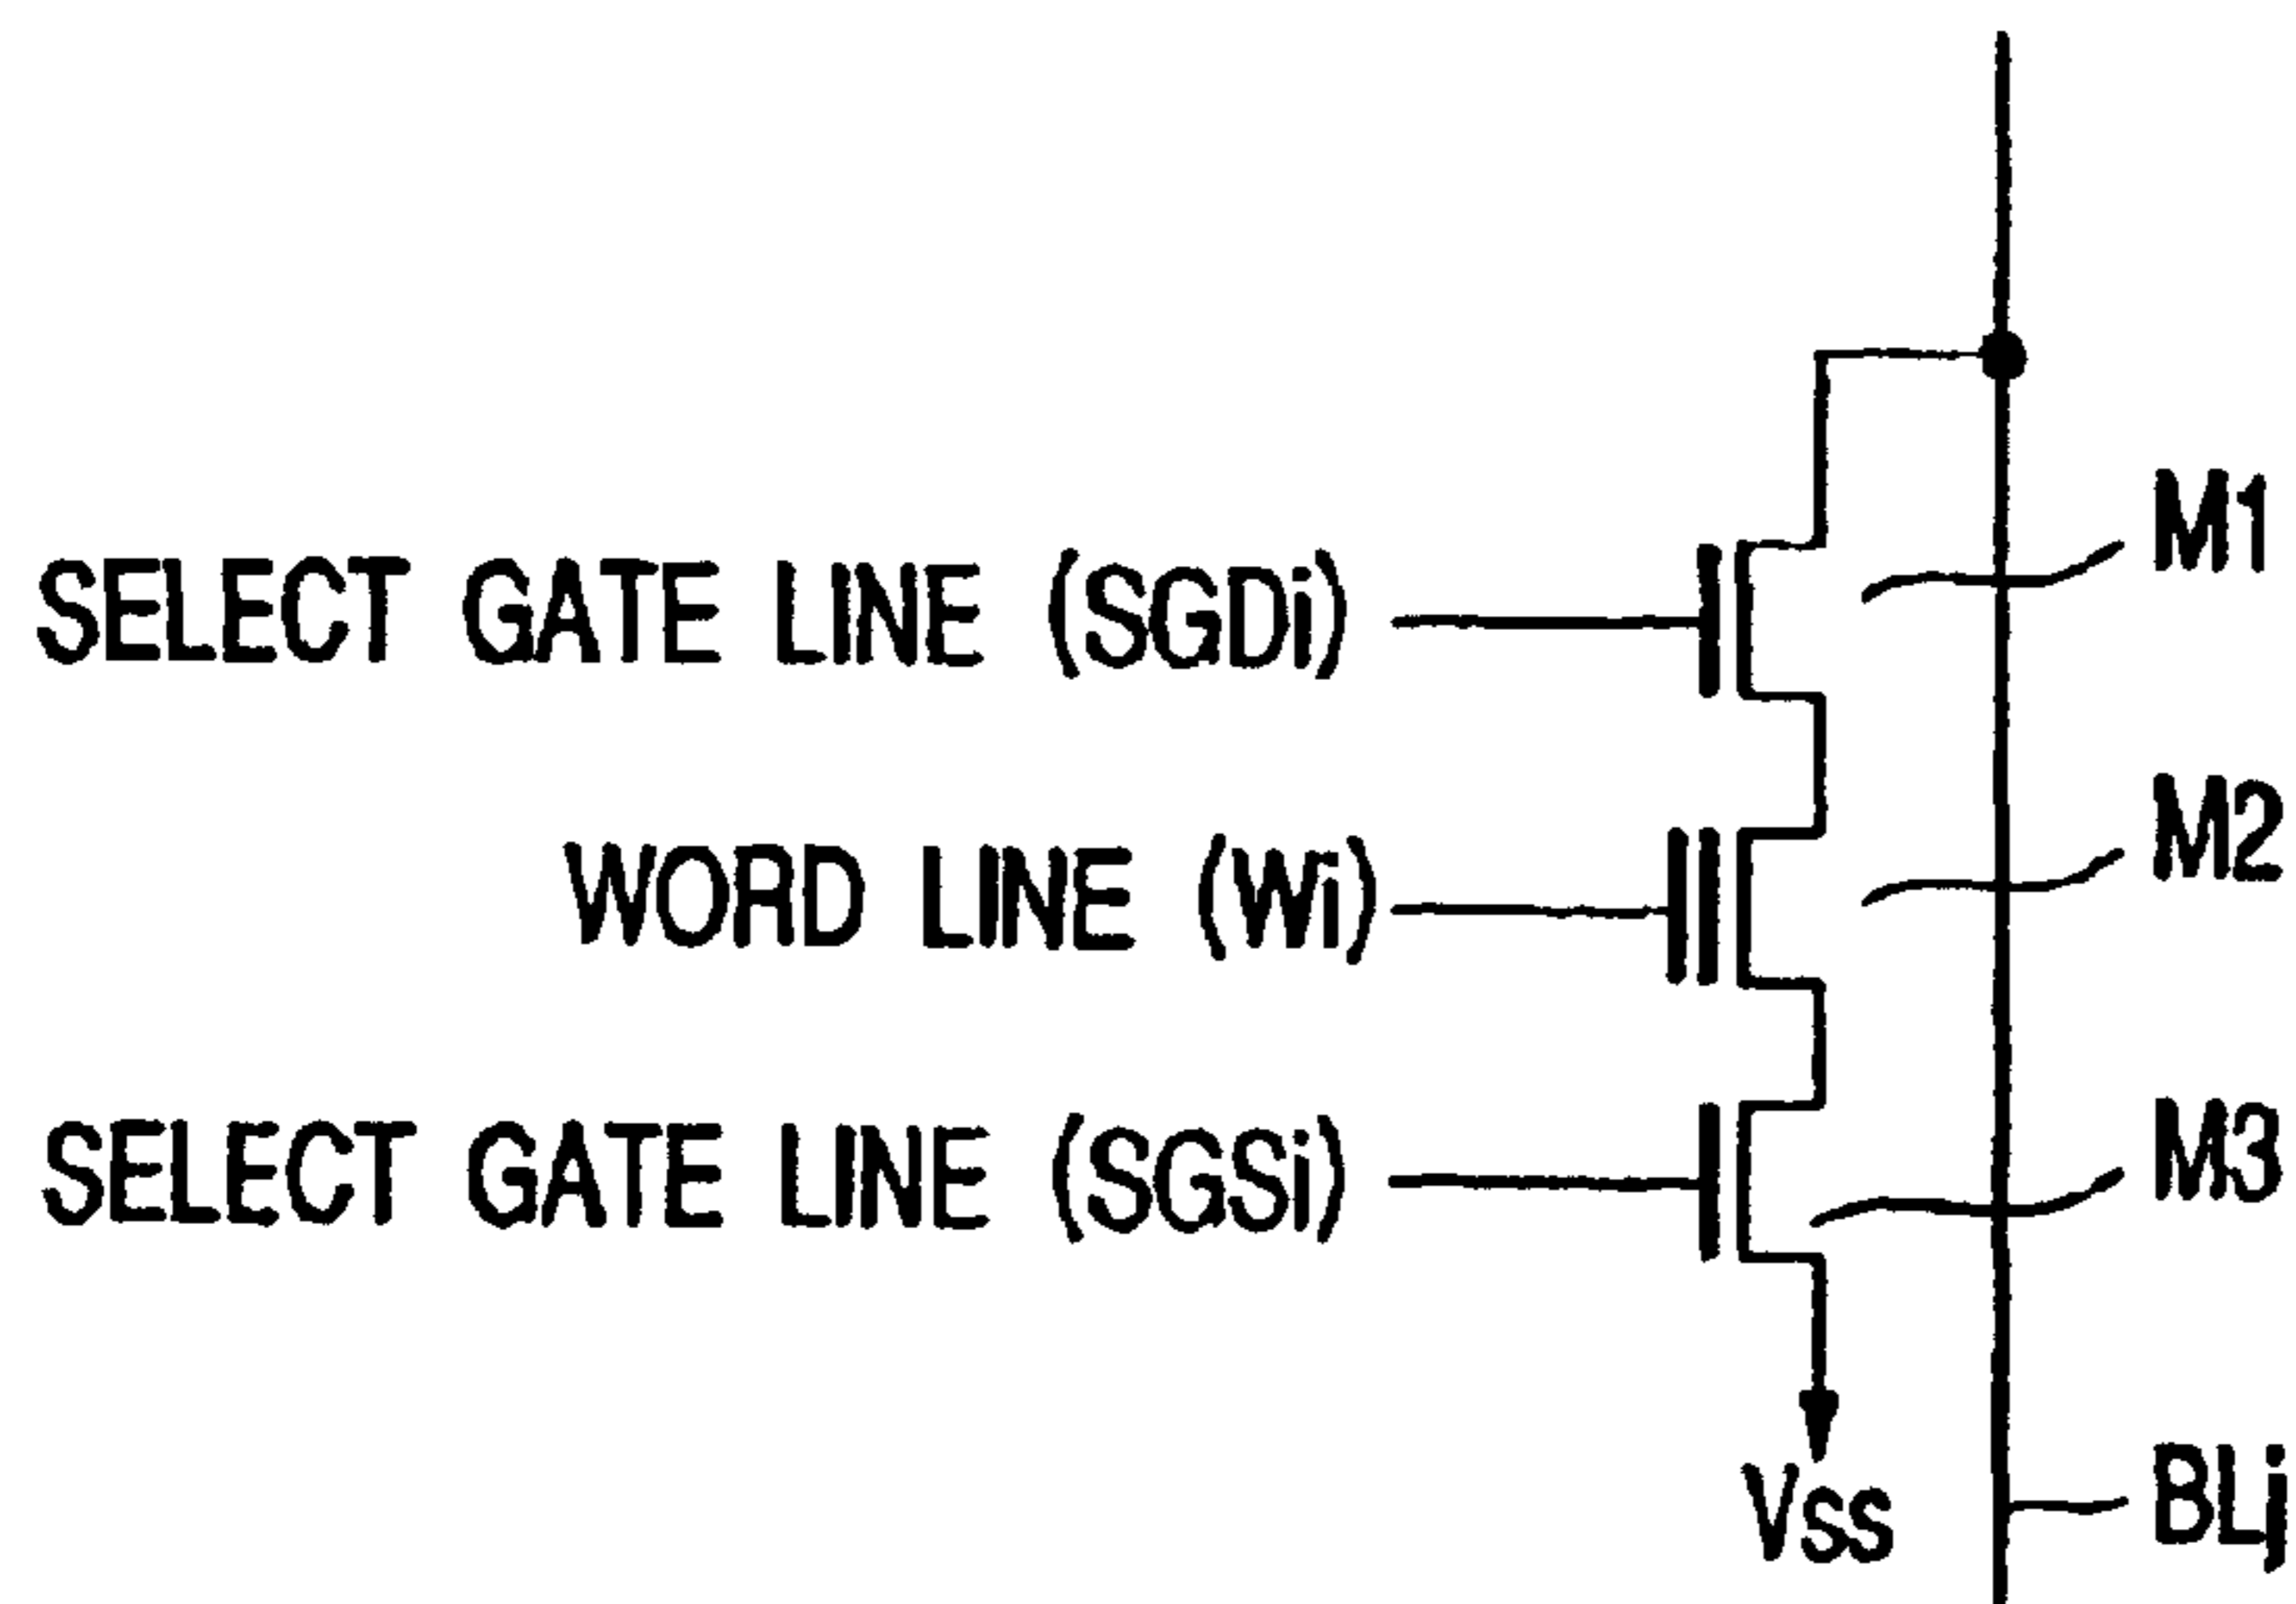 M1
SELECT GATE LINE (SGDi)
M2
WORD LINE (Wi)
M3
SELECT GATE LINE (SGSi)
Vss
BLj